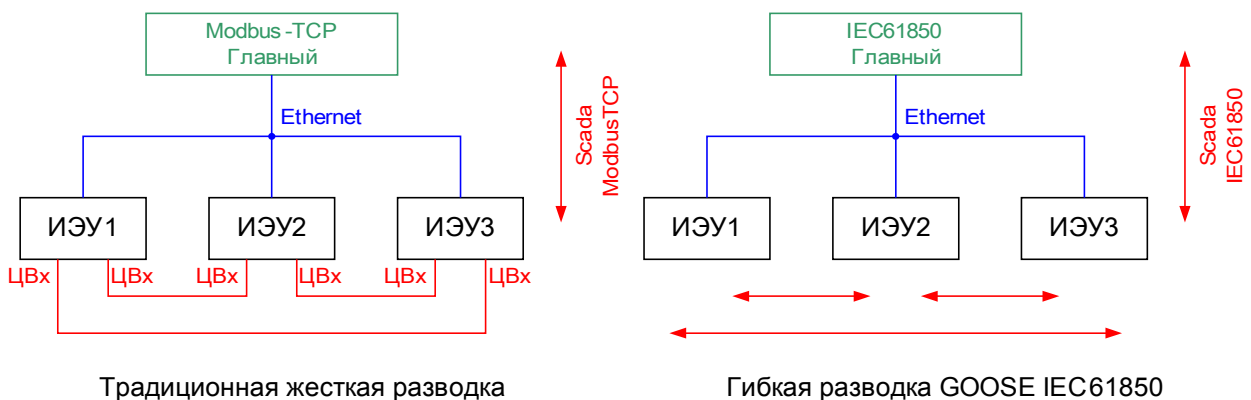 Modbus-TCP
Главный
Ethernet
Scada
ModbusTCP
ИЭУ1
ИЭУ2
ИЭУ3
ЦВх
ЦВх
ЦВх
ЦВх
ЦВх
Традиционная жесткая разводка
IEC61850
Главный
Ethernet
Scada
IEC61850
ИЭУ1
ИЭУ2
ИЭУ3
Гибкая разводка GOOSE IEC61850